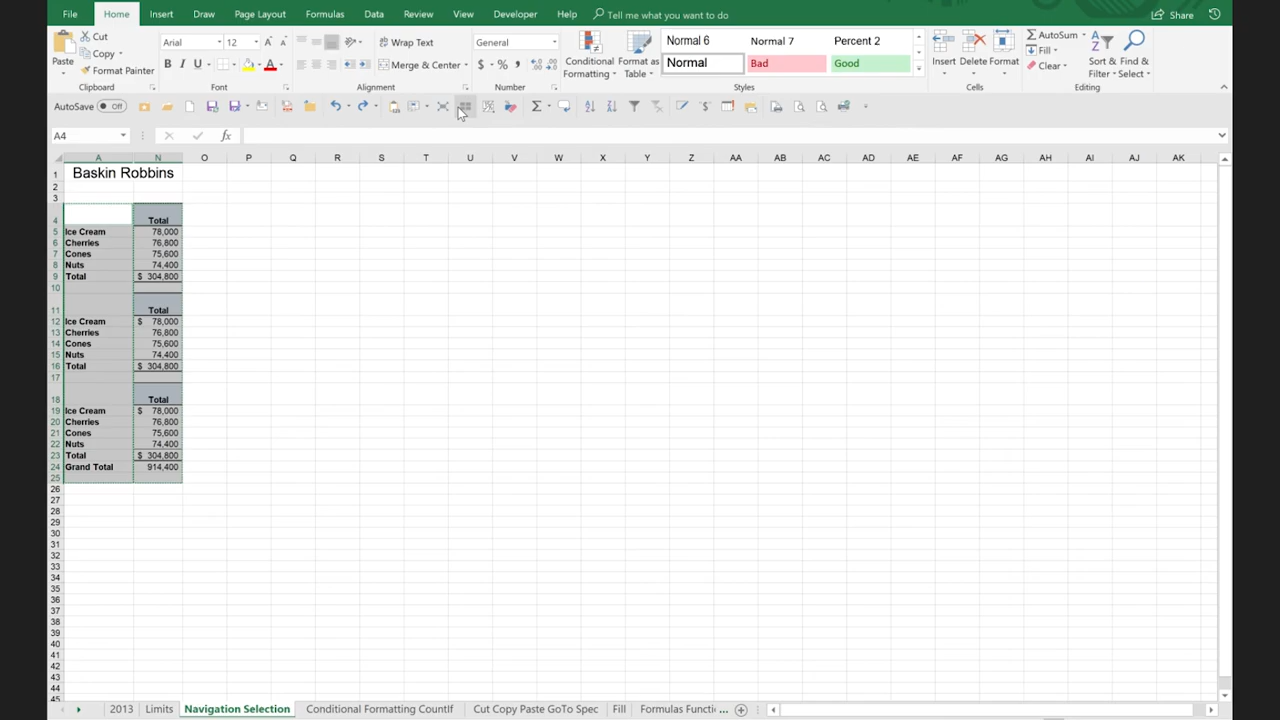 File Home Insert Draw Page Layout Formulas Data Review View Developer Help Tell me what you want to do Share
Paste Cut Copy Format Painter Clipboard
Arial 12 B I U A Font
Wrap Text Merge & Center Alignment
General $ % , Number
Conditional Formatting Format as Table
Normal 6 Normal 7 Percent 2
Normal Bad Good
Styles
Insert Delete Format Cells
AutoSum Fill Clear Sort & Filter Find & Select Editing
AutoSave Off
A4 fx
A N O P Q R S T U V W X Y Z AA AB AC AD AE AF AG AH AI AJ AK
1 Baskin Robbins
2
3
4 Total
5 Ice Cream 78,000
6 Cherries 76,800
7 Cones 75,600
8 Nuts 74,400
9 Total $ 304,800
10
11 Total
12 Ice Cream $ 78,000
13 Cherries 76,800
14 Cones 75,600
15 Nuts 74,400
16 Total $ 304,800
17
18 Total
19 Ice Cream $ 78,000
20 Cherries 76,800
21 Cones 75,600
22 Nuts 74,400
23 Total $ 304,800
24 Grand Total 914,400
25
26
27
28
29
30
31
32
33
34
35
36
37
38
39
40
41
42
43
44
45
2013 Limits Navigation Selection Conditional Formatting CountIf Cut Copy Paste GoTo Spec Fill Formulas Functi ...